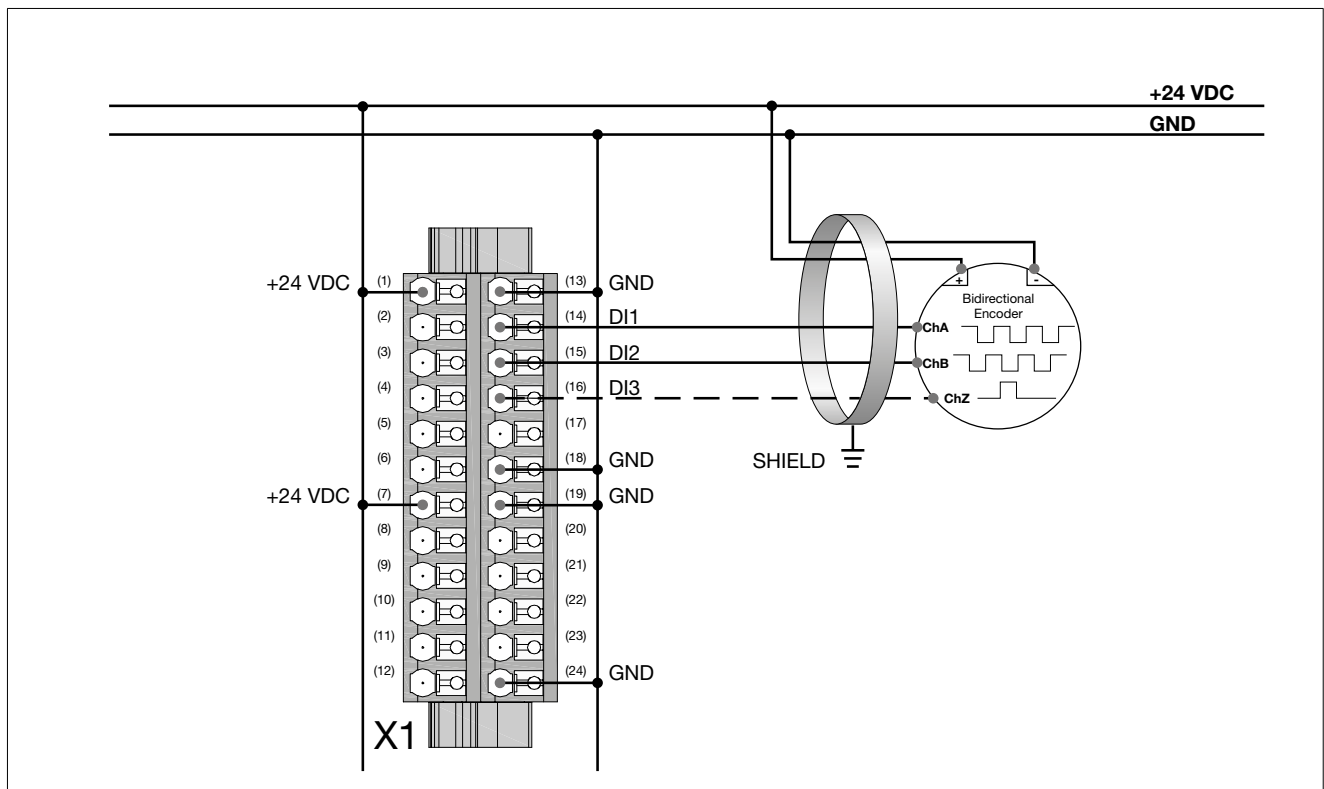 +24 VDC
GND
+24 VDC (1) (13) GND
(2) (14) DI1
(3) (15) DI2
(4) (16) DI3
(5) (17)
(6) (18) GND
+24 VDC (7) (19) GND
(8) (20)
(9) (21)
(10) (22)
(11) (23)
(12) (24) GND
X1
SHIELD
+ -
Bidirectional
Encoder
ChA
ChB
ChZ